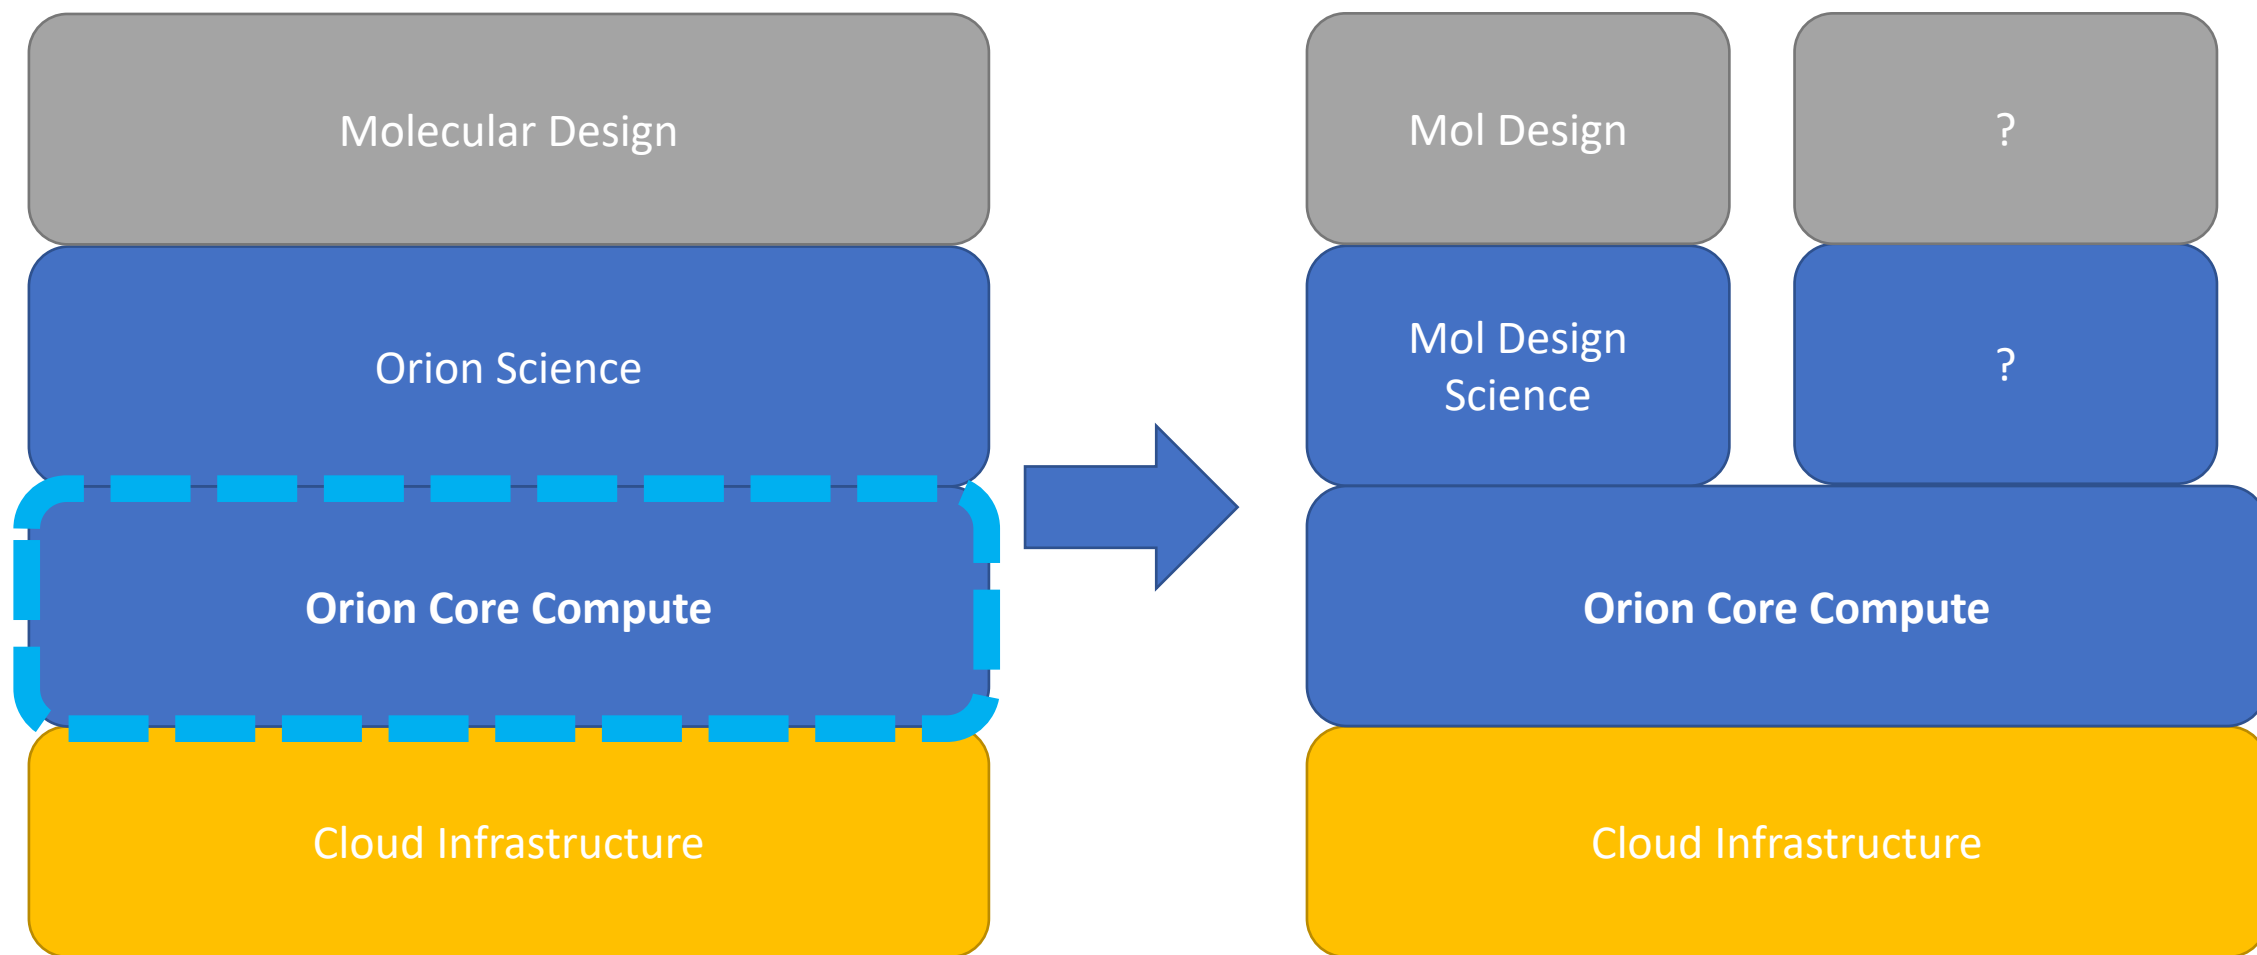 Molecular Design
Orion Science
Orion Core Compute
Cloud Infrastructure
Mol Design
?
Mol Design
Science
?
Orion Core Compute
Cloud Infrastructure